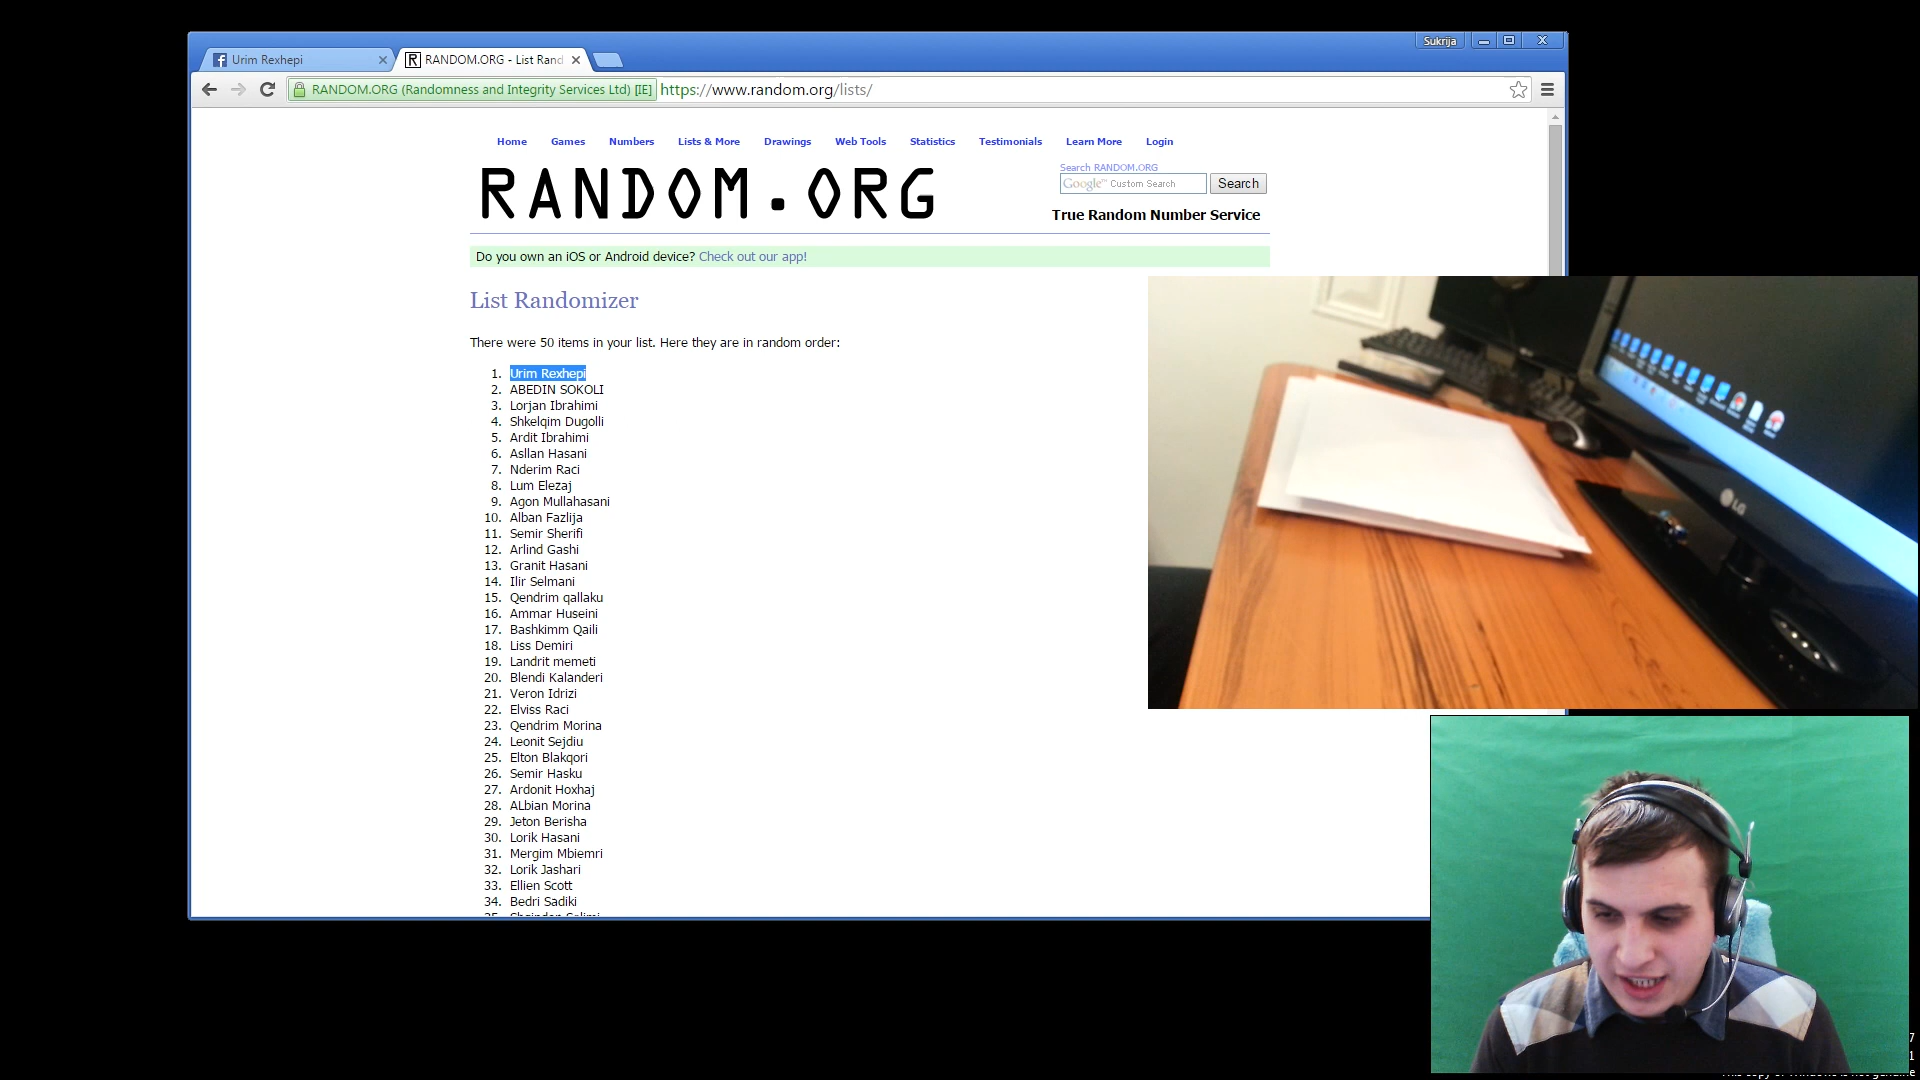 Sukrija
Urim Rexhepi
RANDOM.ORG - List Rand
RANDOM.ORG (Randomness and Integrity Services Ltd) [IE] https://www.random.org/lists/
Home Games Numbers Lists & More Drawings Web Tools Statistics Testimonials Learn More Login
RANDOM.ORG
Search RANDOM.ORG
Google™ Custom Search Search
True Random Number Service
Do you own an iOS or Android device? Check out our app!
List Randomizer
There were 50 items in your list. Here they are in random order:
1. Urim Rexhepi
2. ABEDIN SOKOLI
3. Lorjan Ibrahimi
4. Shkelqim Dugolli
5. Ardit Ibrahimi
6. Asllan Hasani
7. Nderim Raci
8. Lum Elezaj
9. Agon Mullahasani
10. Alban Fazlija
11. Semir Sherifi
12. Arlind Gashi
13. Granit Hasani
14. Ilir Selmani
15. Qendrim qallaku
16. Ammar Huseini
17. Bashkimm Qaili
18. Liss Demiri
19. Landrit memeti
20. Blendi Kalanderi
21. Veron Idrizi
22. Elviss Raci
23. Qendrim Morina
24. Leonit Sejdiu
25. Elton Blakqori
26. Semir Hasku
27. Ardonit Hoxhaj
28. ALbian Morina
29. Jeton Berisha
30. Lorik Hasani
31. Mergim Mbiemri
32. Lorik Jashari
33. Ellien Scott
34. Bedri Sadiki
LG
7
1